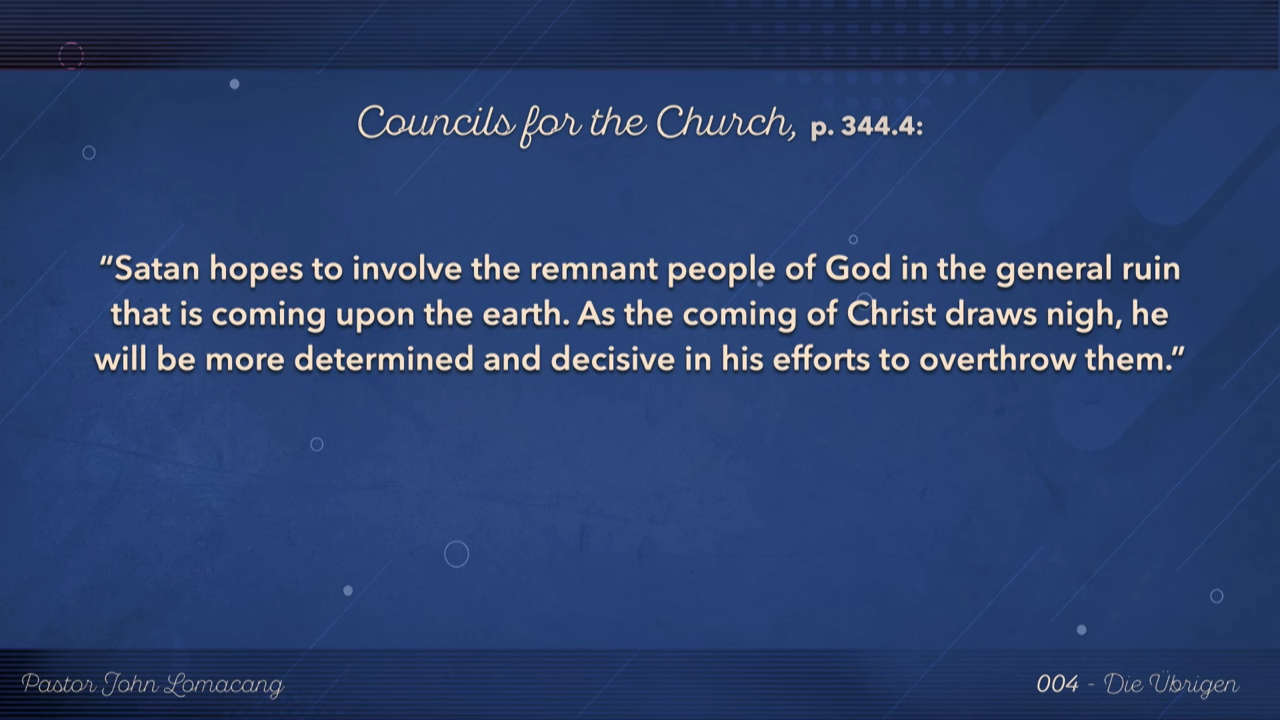 Councils for the Church, p. 344.4:
“Satan hopes to involve the remnant people of God in the general ruin
that is coming upon the earth. As the coming of Christ draws nigh, he
will be more determined and decisive in his efforts to overthrow them.”
Pastor John Lomacang
004 - Die Übrigen